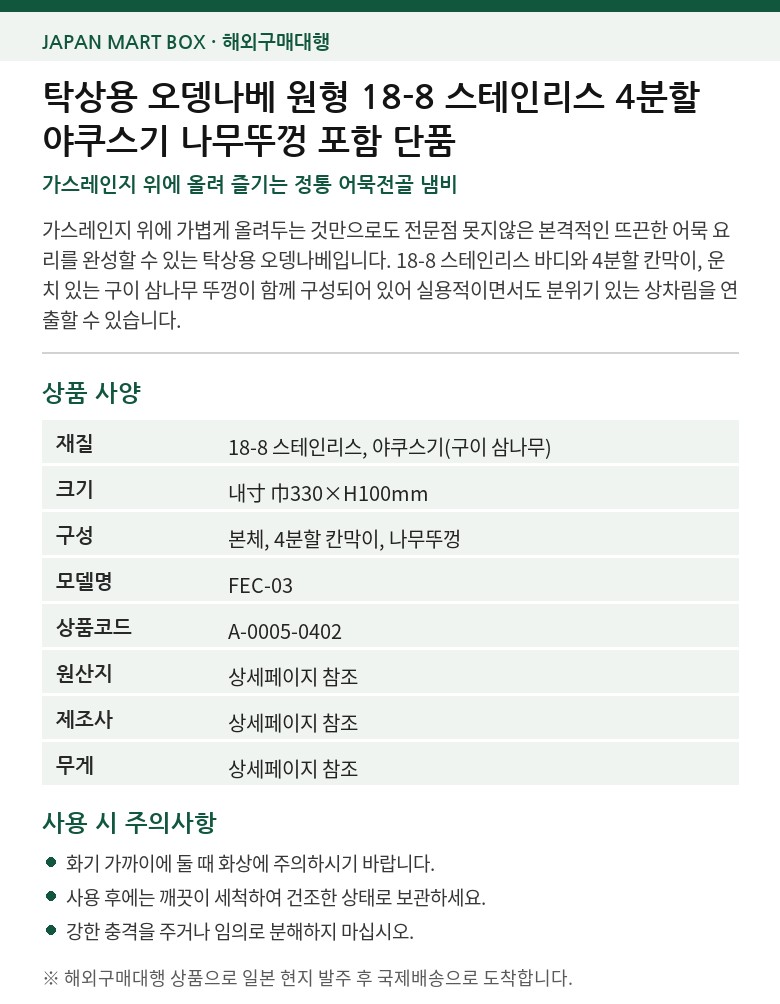 JAPAN MART BOX · 해외구매대행
탁상용 오뎅나베 원형 18-8 스테인리스 4분할
야쿠스기 나무뚜껑 포함 단품
가스레인지 위에 올려 즐기는 정통 어묵전골 냄비
가스레인지 위에 가볍게 올려두는 것만으로도 전문점 못지않은 본격적인 뜨끈한 어묵 요
리를 완성할 수 있는 탁상용 오뎅나베입니다. 18-8 스테인리스 바디와 4분할 칸막이, 운
치 있는 구이 삼나무 뚜껑이 함께 구성되어 있어 실용적이면서도 분위기 있는 상차림을 연
출할 수 있습니다.
상품 사양
재질 18-8 스테인리스, 야쿠스기(구이 삼나무)
크기 내寸 巾330×H100mm
구성 본체, 4분할 칸막이, 나무뚜껑
모델명 FEC-03
상품코드 A-0005-0402
원산지 상세페이지 참조
제조사 상세페이지 참조
무게 상세페이지 참조
사용 시 주의사항
● 화기 가까이에 둘 때 화상에 주의하시기 바랍니다.
● 사용 후에는 깨끗이 세척하여 건조한 상태로 보관하세요.
● 강한 충격을 주거나 임의로 분해하지 마십시오.
※ 해외구매대행 상품으로 일본 현지 발주 후 국제배송으로 도착합니다.